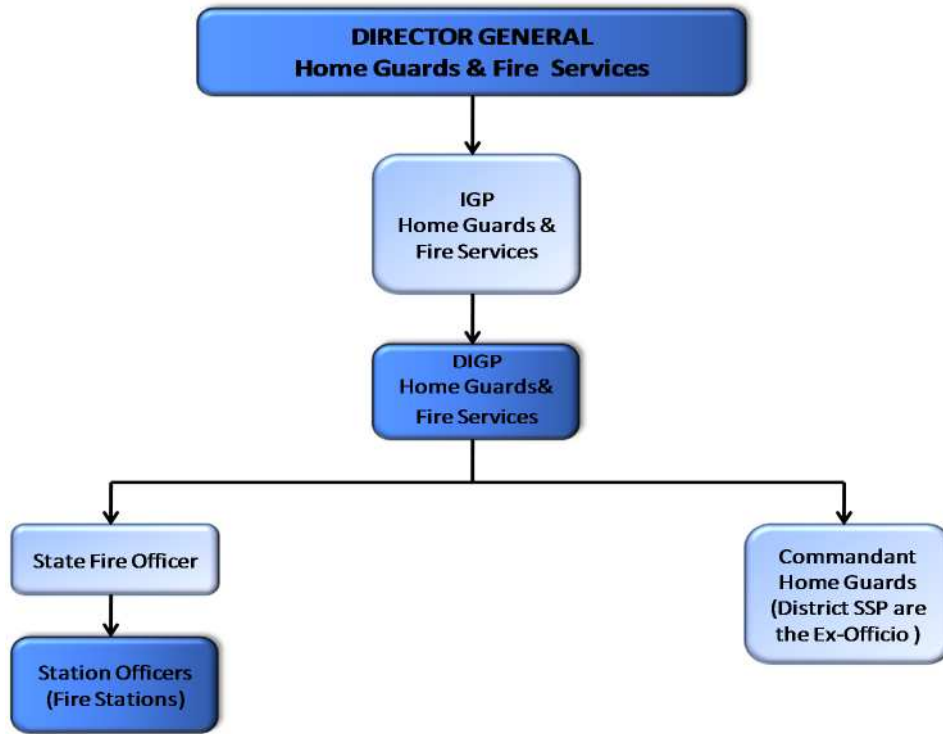 DIRECTOR GENERAL
Home Guards & Fire Services
IGP
Home Guards &
Fire Services
DIGP
Home Guards&
Fire Services
State Fire Officer
Station Officers
(Fire Stations)
Commandant
Home Guards
(District SSP are
the Ex-Officio )